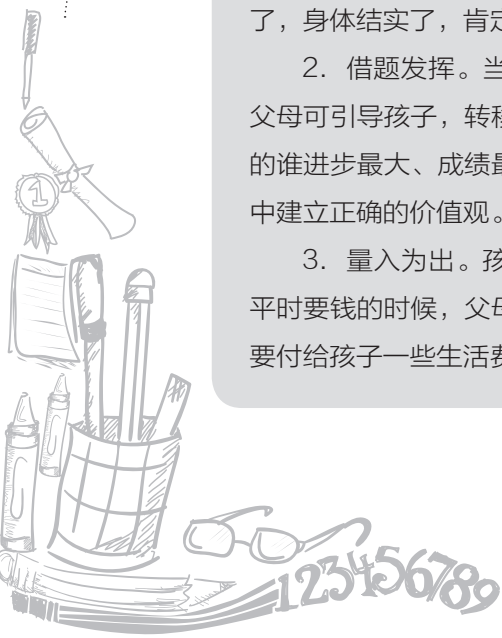 了，身体结实了，肯定
2. 借题发挥。当
父母可引导孩子，转移
的谁进步最大、成绩最
中建立正确的价值观。
3. 量入为出。孩
平时要钱的时候，父母
要付给孩子一些生活费
1
123456789